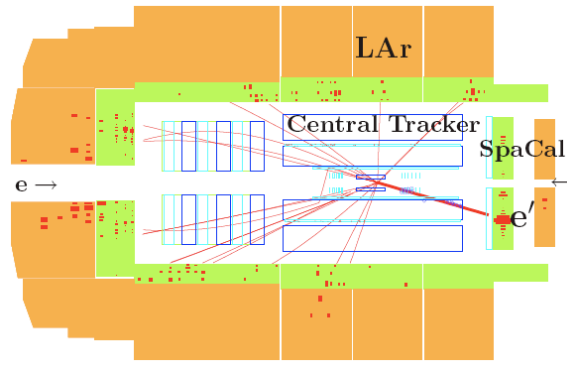 LAr
Central Tracker
SpaCal
e → ←
e′